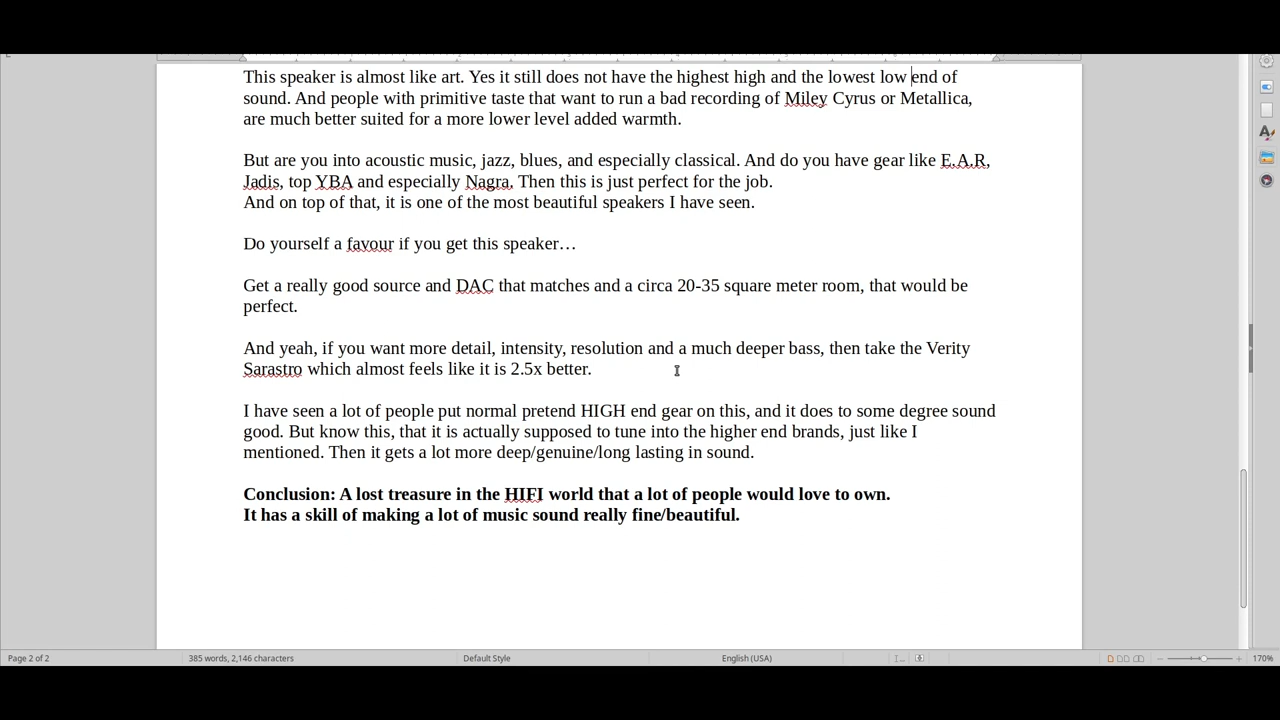 This speaker is almost like art. Yes it still does not have the highest high and the lowest low end of
sound. And people with primitive taste that want to run a bad recording of Miley Cyrus or Metallica,
are much better suited for a more lower level added warmth.
But are you into acoustic music, jazz, blues, and especially classical. And do you have gear like E.A.R,
Jadis, top YBA and especially Nagra. Then this is just perfect for the job.
And on top of that, it is one of the most beautiful speakers I have seen.
Do yourself a favour if you get this speaker…
Get a really good source and DAC that matches and a circa 20-35 square meter room, that would be
perfect.
And yeah, if you want more detail, intensity, resolution and a much deeper bass, then take the Verity
Sarastro which almost feels like it is 2.5x better.
I have seen a lot of people put normal pretend HIGH end gear on this, and it does to some degree sound
good. But know this, that it is actually supposed to tune into the higher end brands, just like I
mentioned. Then it gets a lot more deep/genuine/long lasting in sound.
Conclusion: A lost treasure in the HIFI world that a lot of people would love to own.
It has a skill of making a lot of music sound really fine/beautiful.
Page 2 of 2
385 words, 2,146 characters
Default Style
English (USA)
170%